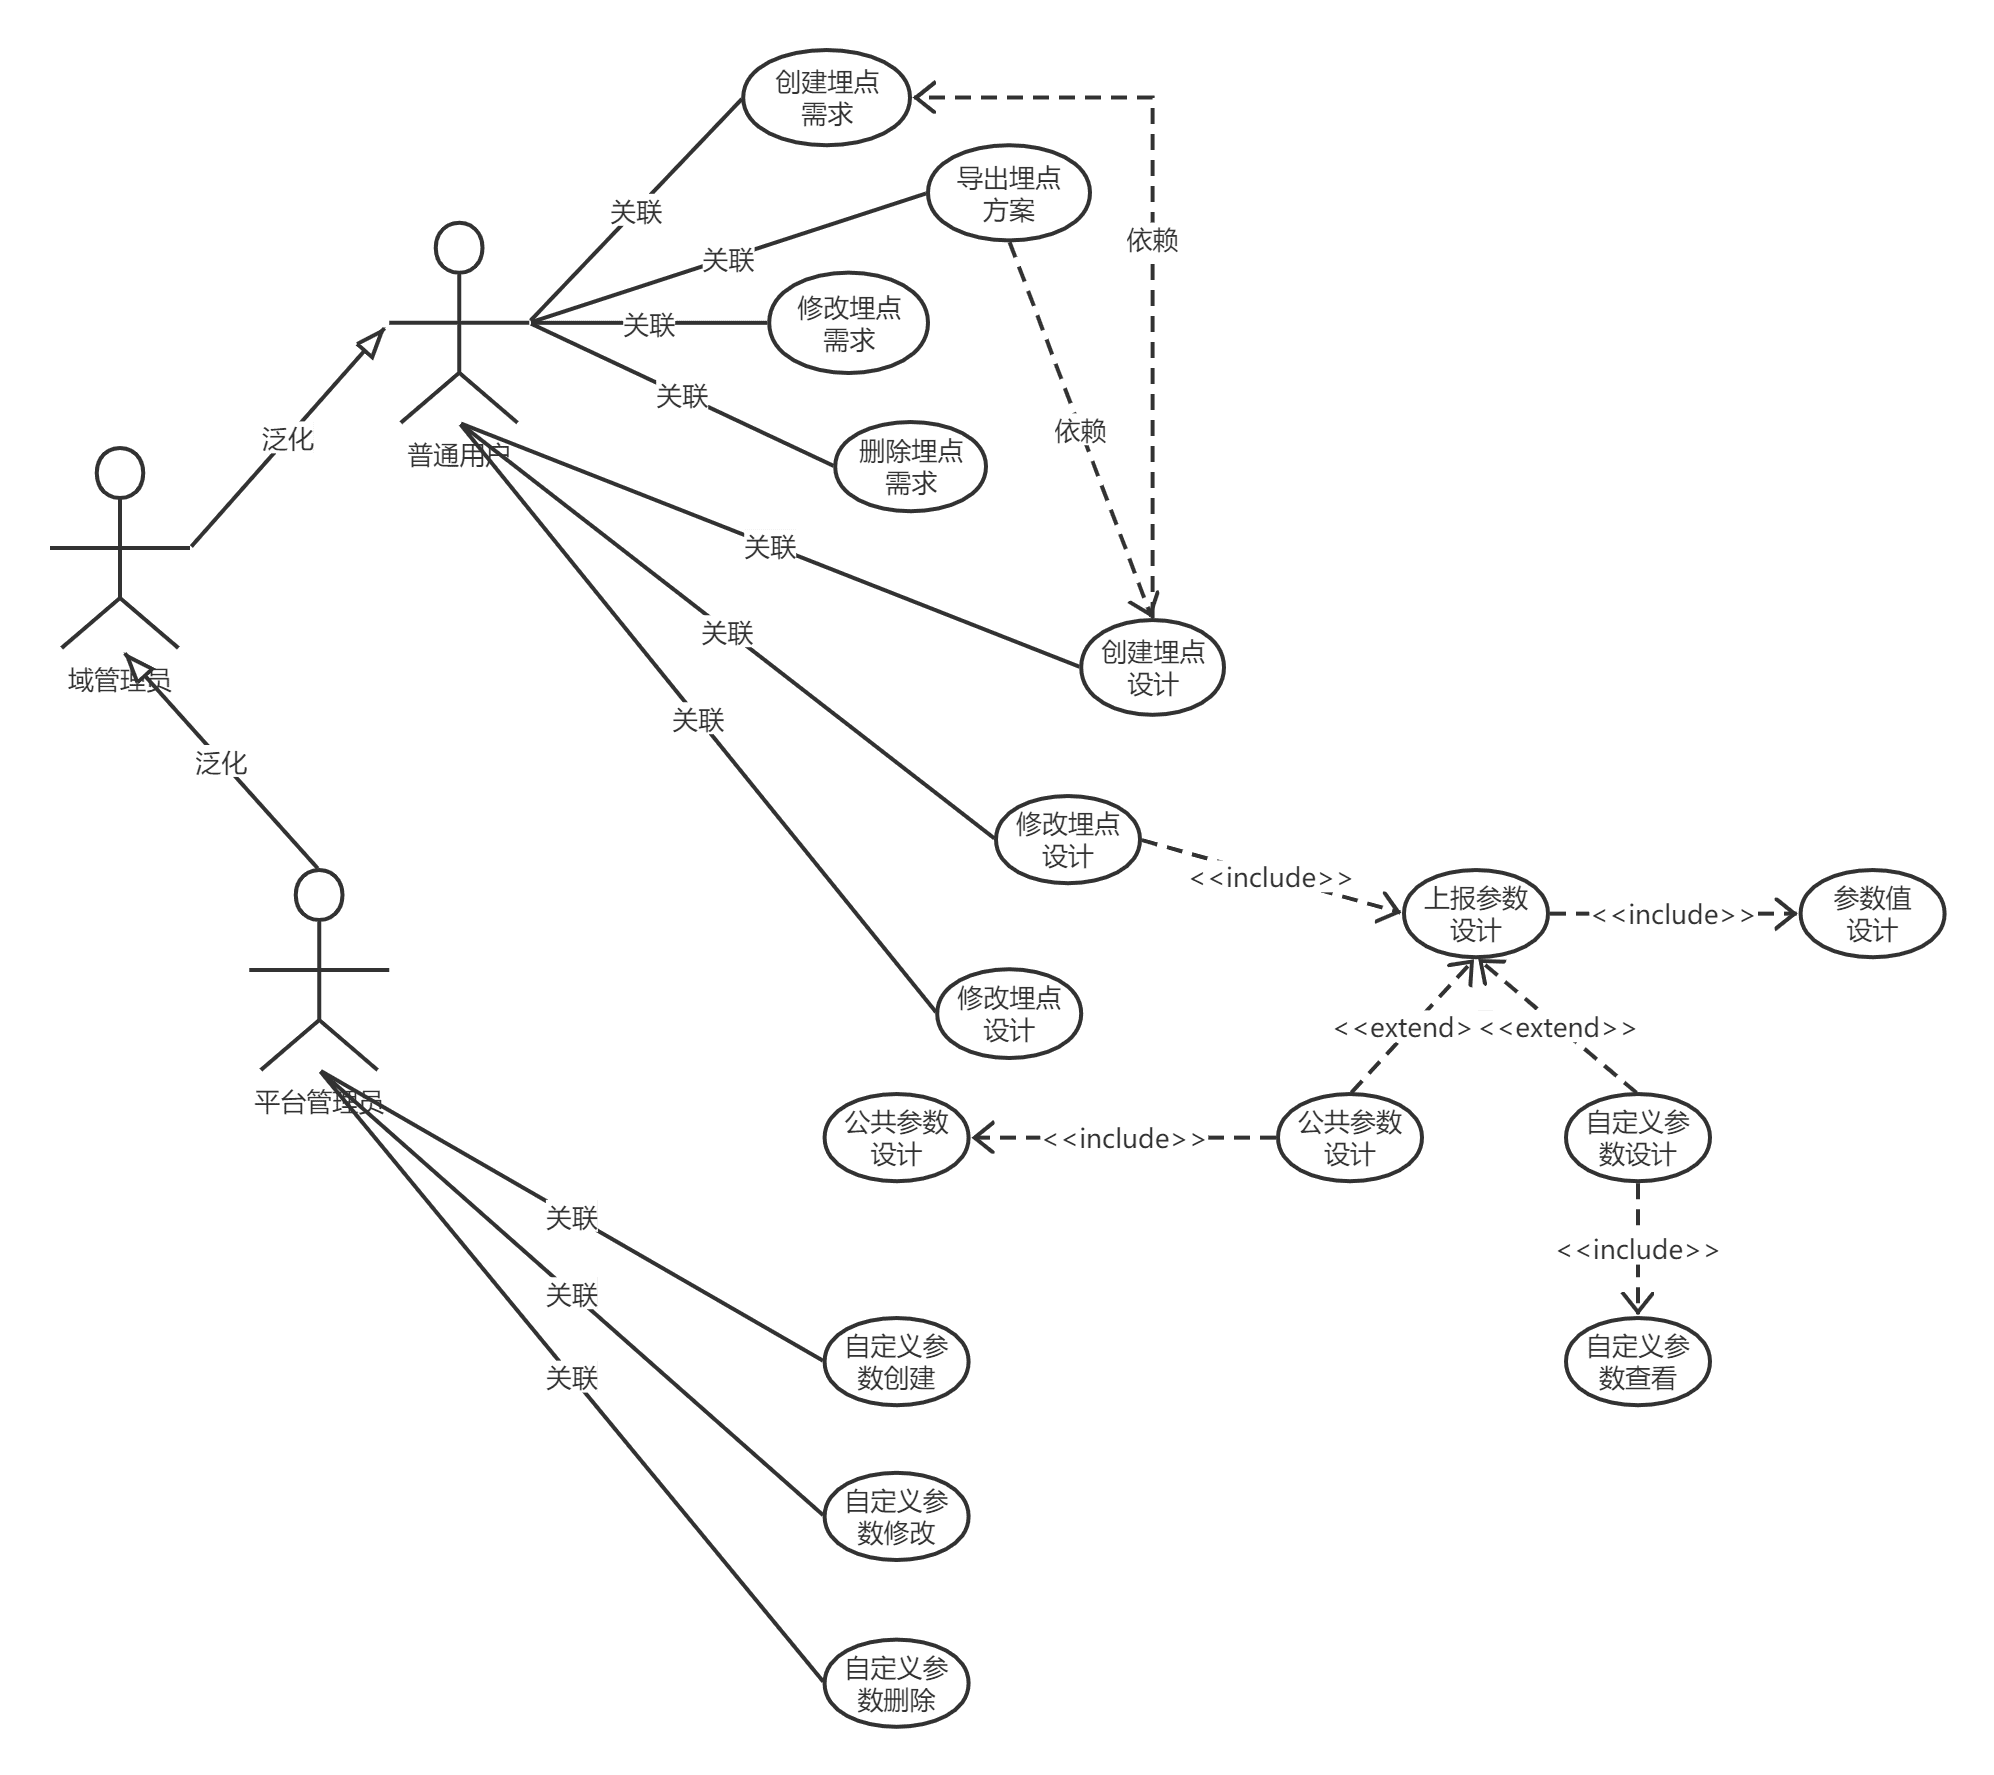 创建埋点
需求
导出埋点
方案
关联
依赖
关联
修改埋点
需求
关联
关联
依赖
泛化
普通用户
删除埋点
需求
关联
关联
创建埋点
设计
域管理员
关联
泛化
修改埋点
设计
<<include>>
上报参数
设计
<<include>>
参数值
设计
修改埋点
设计
<<extend>
<<extend>>
平台管理员
公共参数
设计
<<include>>
公共参数
设计
自定义参
数设计
关联
<<include>>
关联
自定义参
数创建
自定义参
数查看
关联
自定义参
数修改
自定义参
数删除